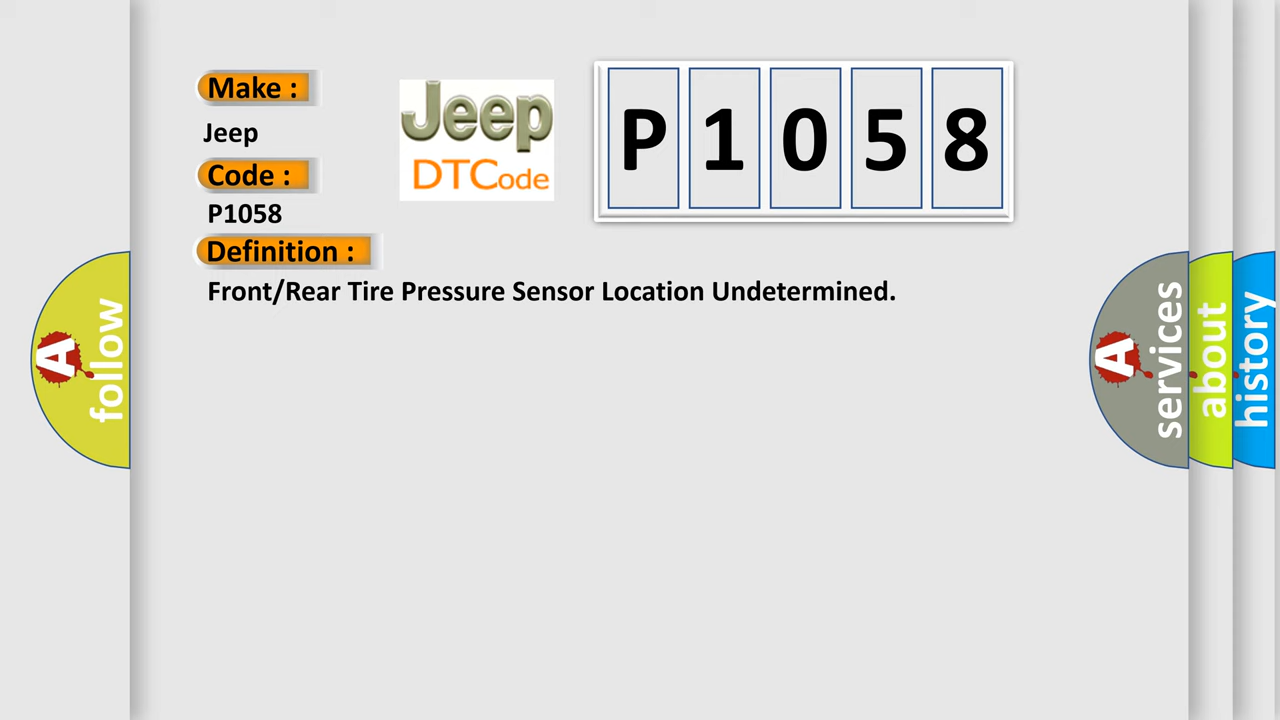 Make :
Jeep
Code :
P1058
Definition :
Front/Rear Tire Pressure Sensor Location Undetermined.
Jeep
DTCode
P 1 0 5 8
A
follow
A
services
about
history